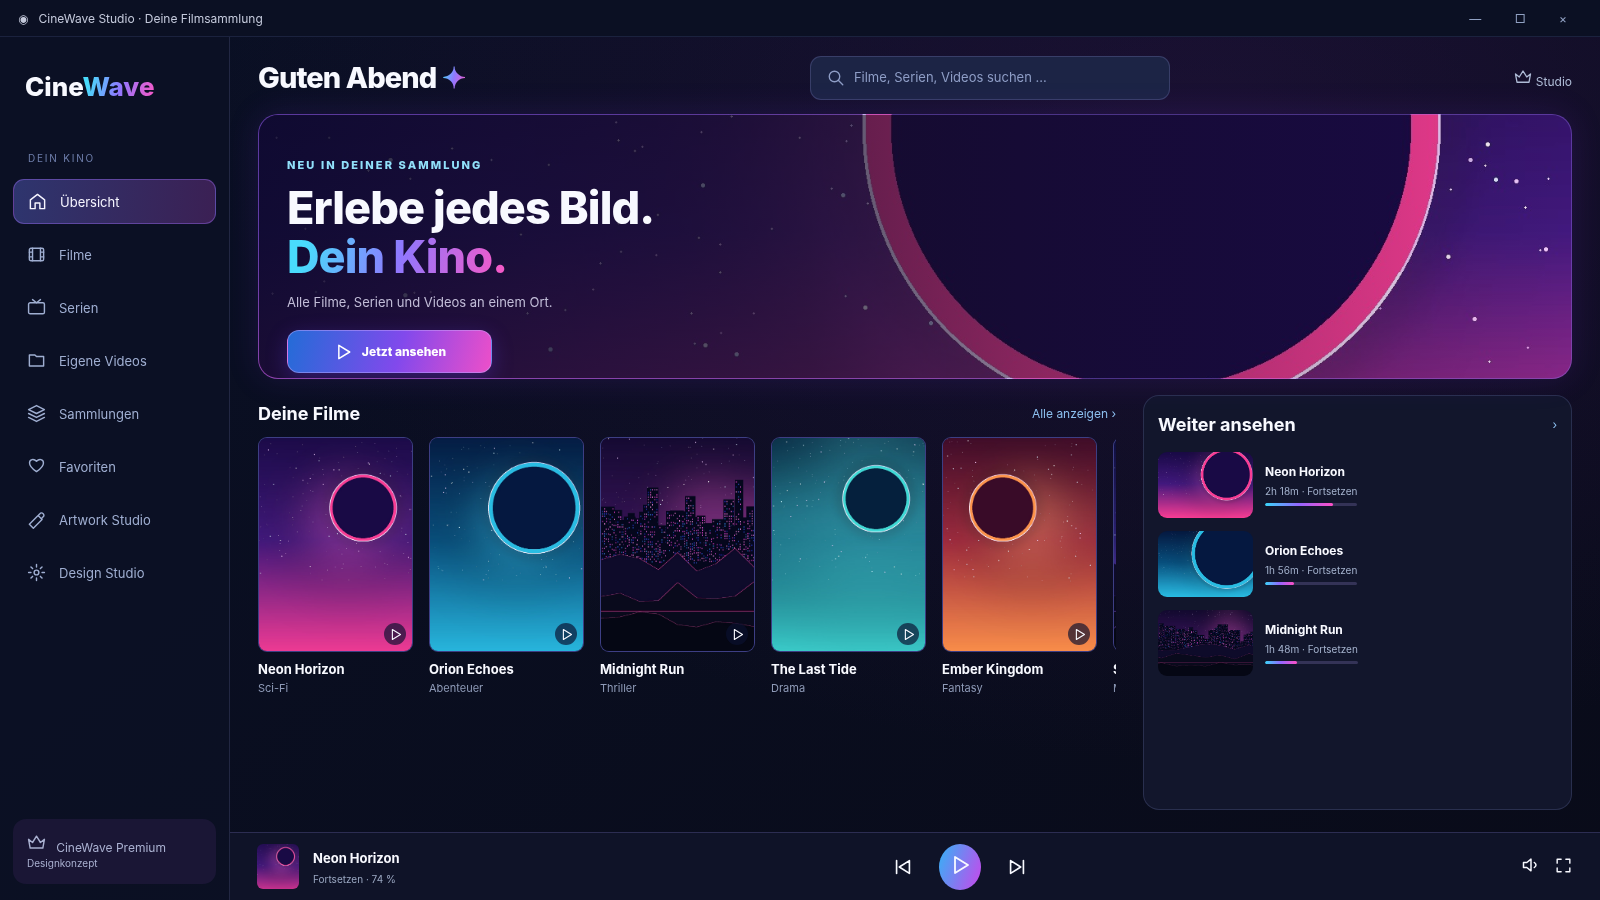 CineWave Studio · Deine Filmsammlung
CineWave
DEIN KINO
Übersicht
Filme
Serien
Eigene Videos
Sammlungen
Favoriten
Artwork Studio
Design Studio
CineWave Premium
Designkonzept
Guten Abend
Filme, Serien, Videos suchen ...
Studio
NEU IN DEINER SAMMLUNG
Erlebe jedes Bild.
Dein Kino.
Alle Filme, Serien und Videos an einem Ort.
Jetzt ansehen
Deine Filme
Alle anzeigen ›
Neon Horizon
Sci-Fi
Orion Echoes
Abenteuer
Midnight Run
Thriller
The Last Tide
Drama
Ember Kingdom
Fantasy
Weiter ansehen
Neon Horizon
2h 18m · Fortsetzen
Orion Echoes
1h 56m · Fortsetzen
Midnight Run
1h 48m · Fortsetzen
Neon Horizon
Fortsetzen · 74 %